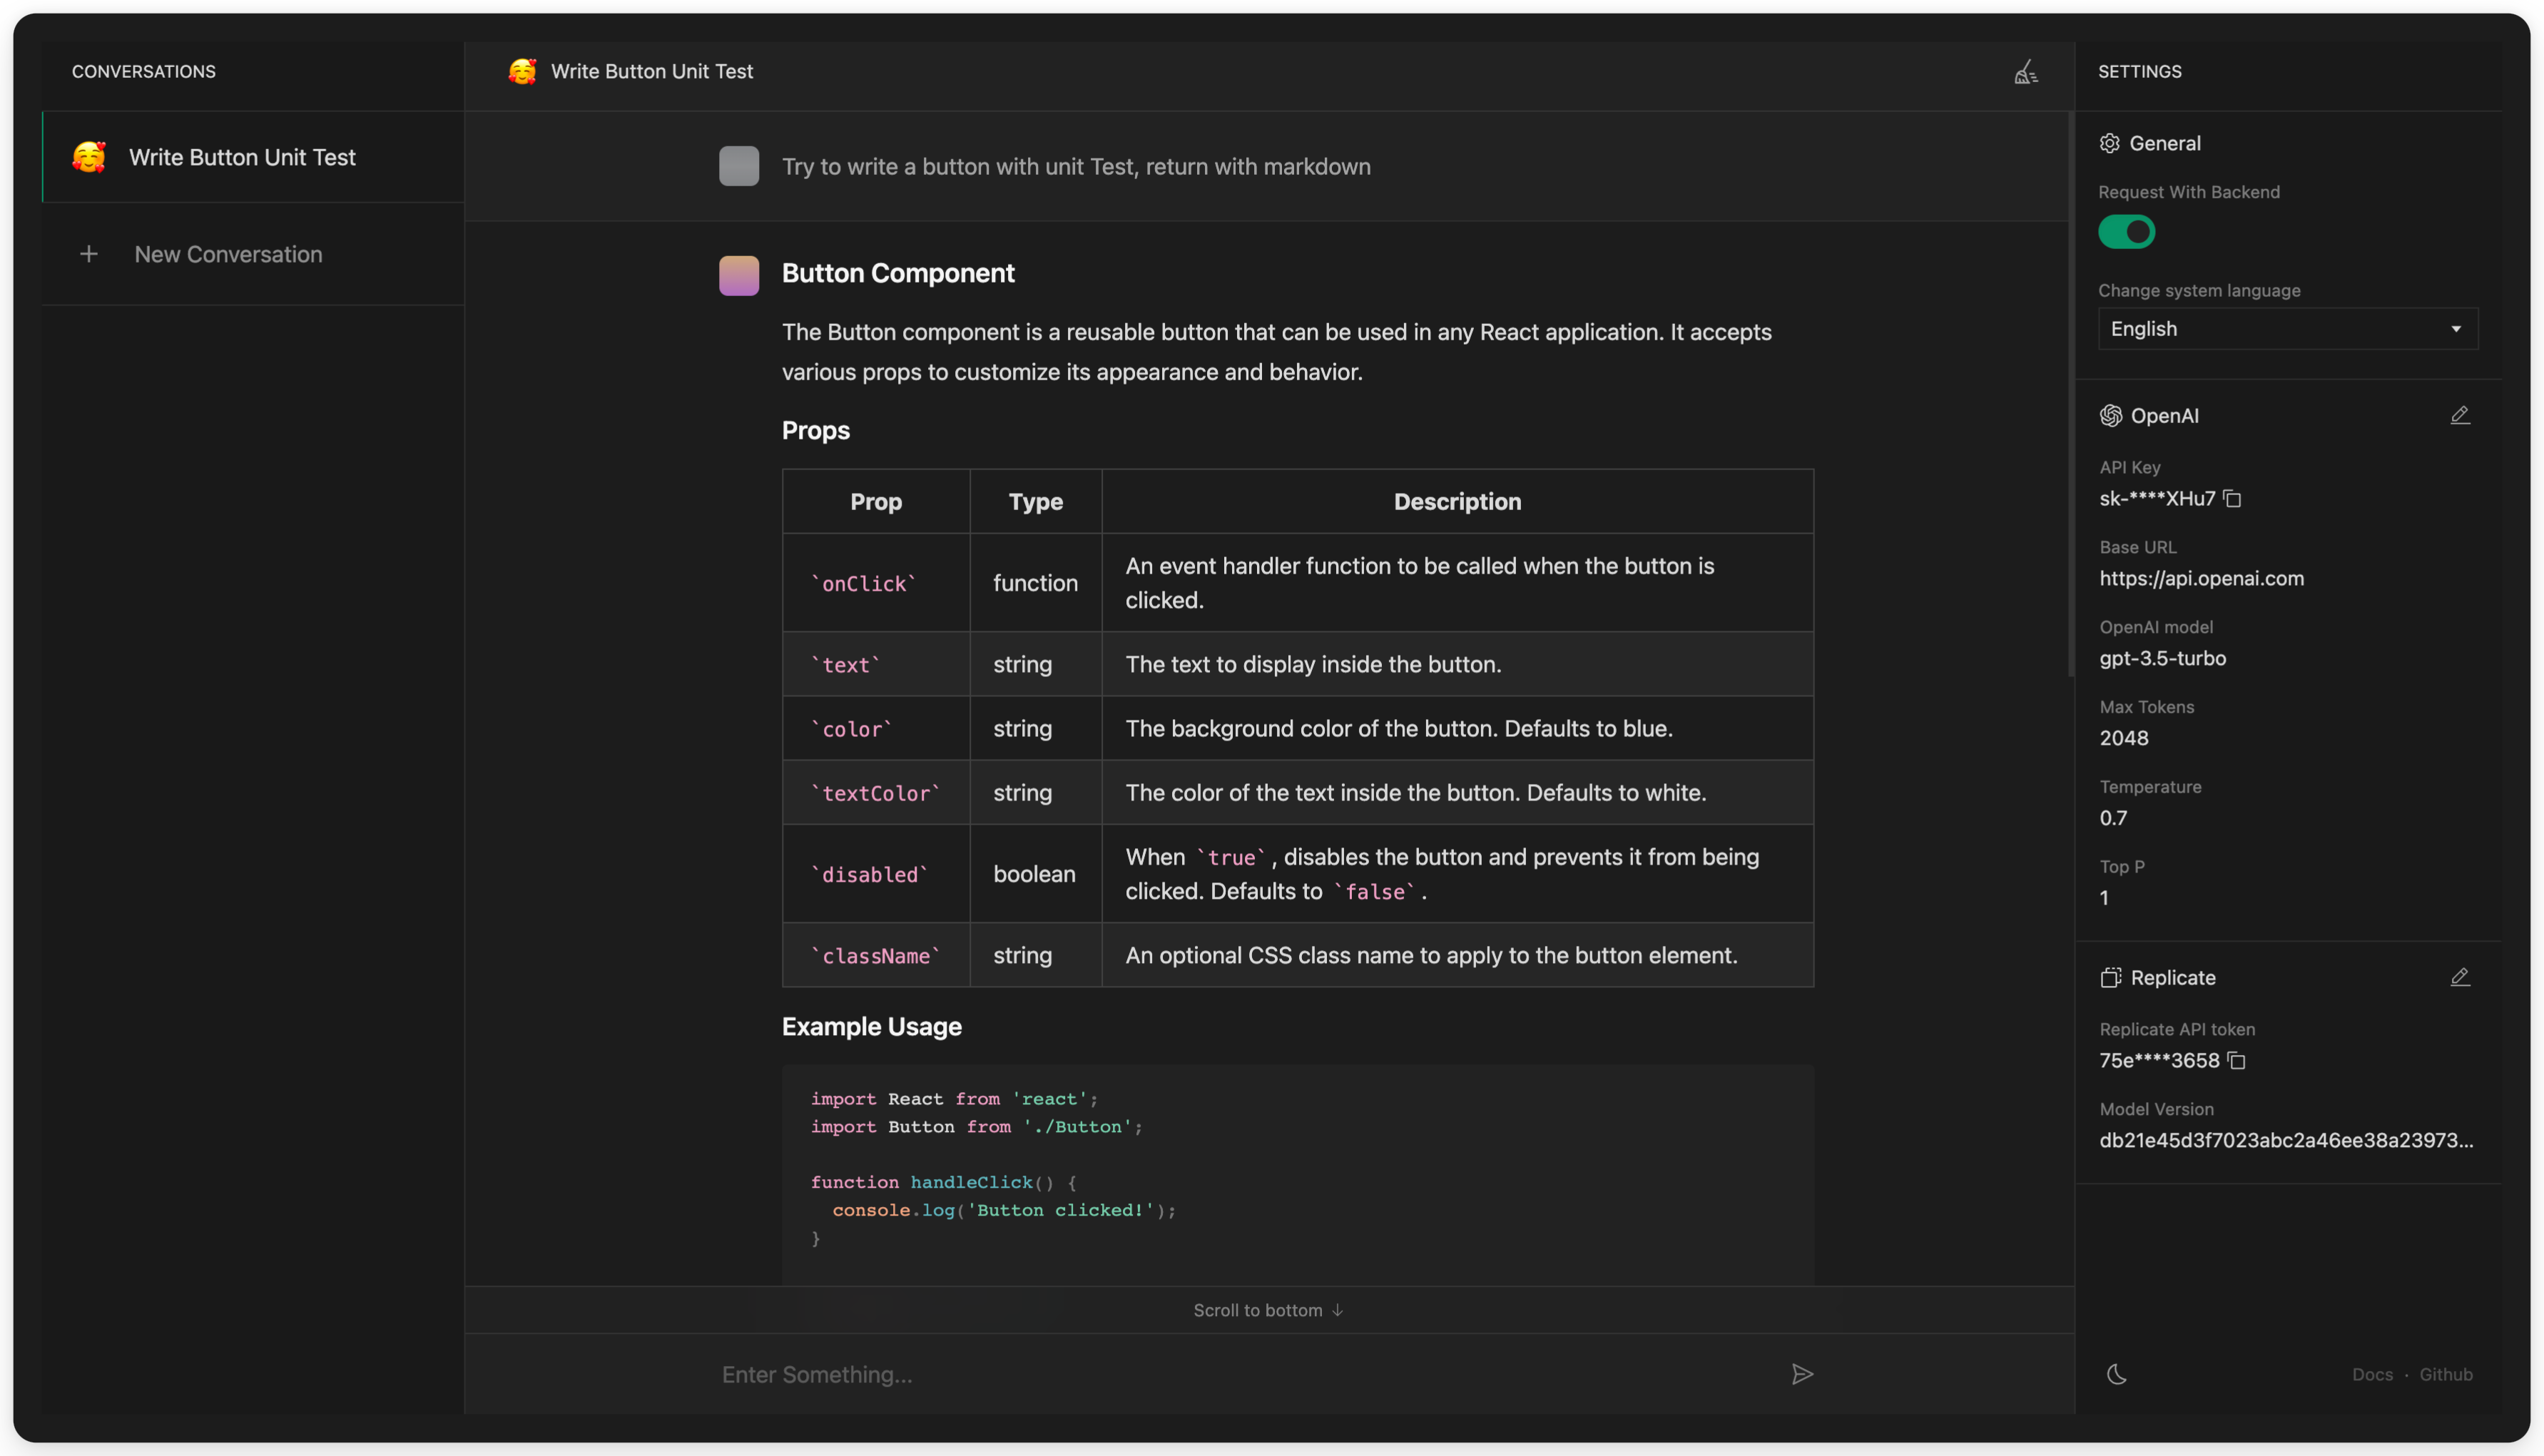 CONVERSATIONS
Write Button Unit Test
New Conversation
Write Button Unit Test
Try to write a button with unit Test, return with markdown
Button Component
The Button component is a reusable button that can be used in any React application. It accepts
various props to customize its appearance and behavior.
Props
Prop Type Description
`onClick` function An event handler function to be called when the button is
clicked.
`text` string The text to display inside the button.
`color` string The background color of the button. Defaults to blue.
`textColor` string The color of the text inside the button. Defaults to white.
`disabled` boolean When `true`, disables the button and prevents it from being
clicked. Defaults to `false`.
`className` string An optional CSS class name to apply to the button element.
Example Usage
import React from 'react';
import Button from './Button';
function handleClick() {
console.log('Button clicked!');
}
Scroll to bottom ↓
Enter Something...
SETTINGS
General
Request With Backend
Change system language
English
OpenAI
API Key
sk-****XHu7
Base URL
https://api.openai.com
OpenAI model
gpt-3.5-turbo
Max Tokens
2048
Temperature
0.7
Top P
1
Replicate
Replicate API token
75e****3658
Model Version
db21e45d3f7023abc2a46ee38a23973...
Docs · Github